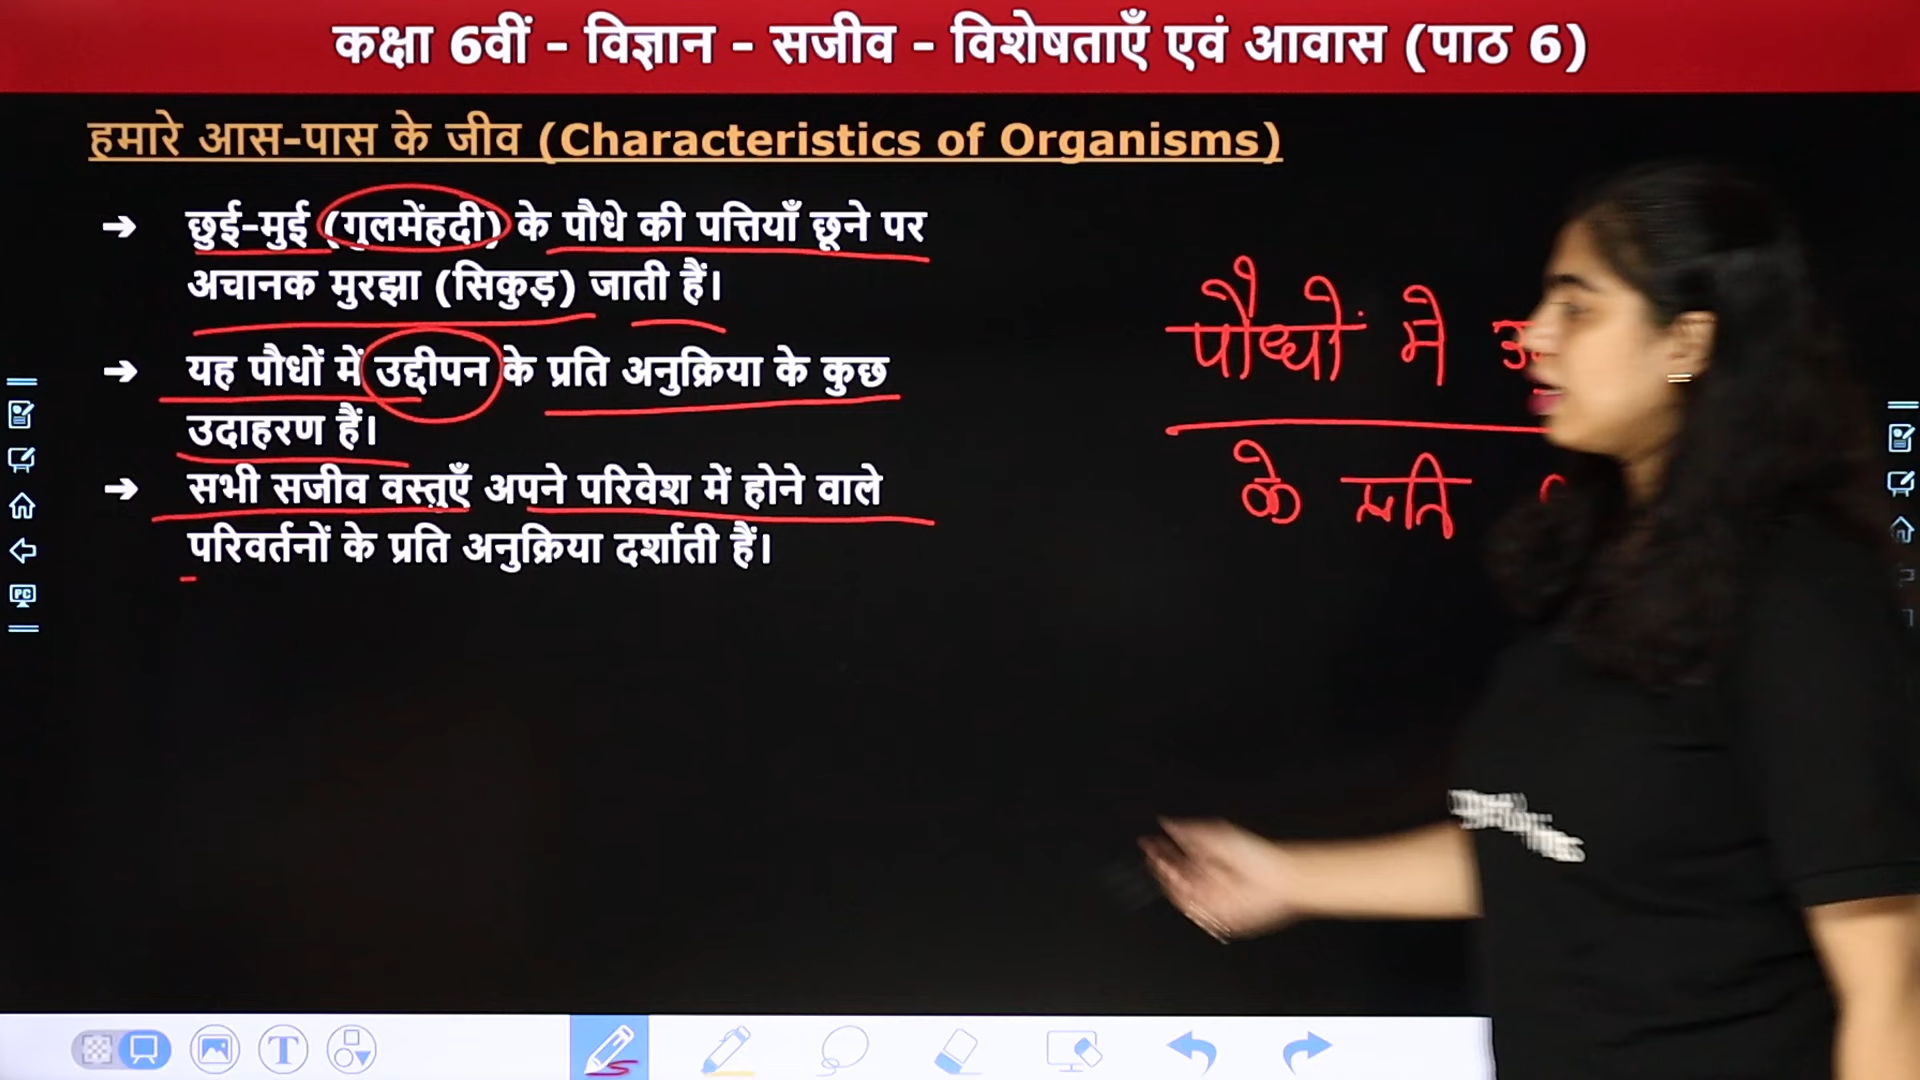 कक्षा 6वीं – विज्ञान – सजीव – विशेषताएँ एवं आवास (पाठ 6)
हमारे आस-पास के जीव (Characteristics of Organisms)
➔ छुई-मुई (गुलमेंहदी) के पौधे की पत्तियाँ छूने पर
अचानक मुरझा (सिकुड़) जाती हैं।
➔ यह पौधों में उद्दीपन के प्रति अनुक्रिया के कुछ
उदाहरण हैं।
➔ सभी सजीव वस्तुएँ अपने परिवेश में होने वाले
परिवर्तनों के प्रति अनुक्रिया दर्शाती हैं।
पौधों में
के प्रति
PC
PC
T